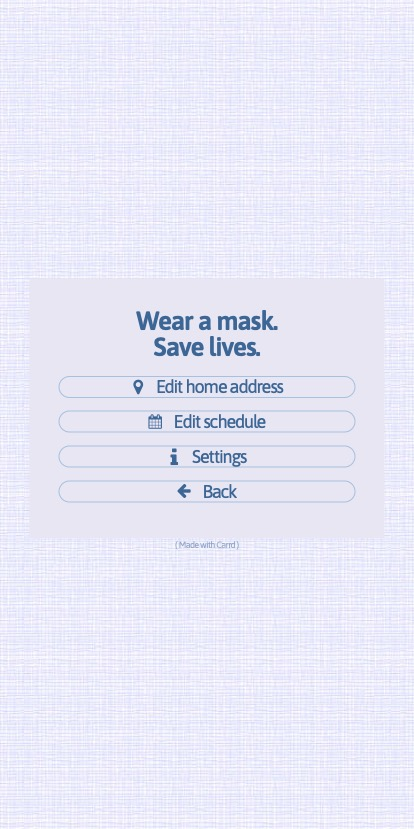 Wear a mask.
Save lives.
Edit home address
Edit schedule
Settings
Back
( Made with Carrd )